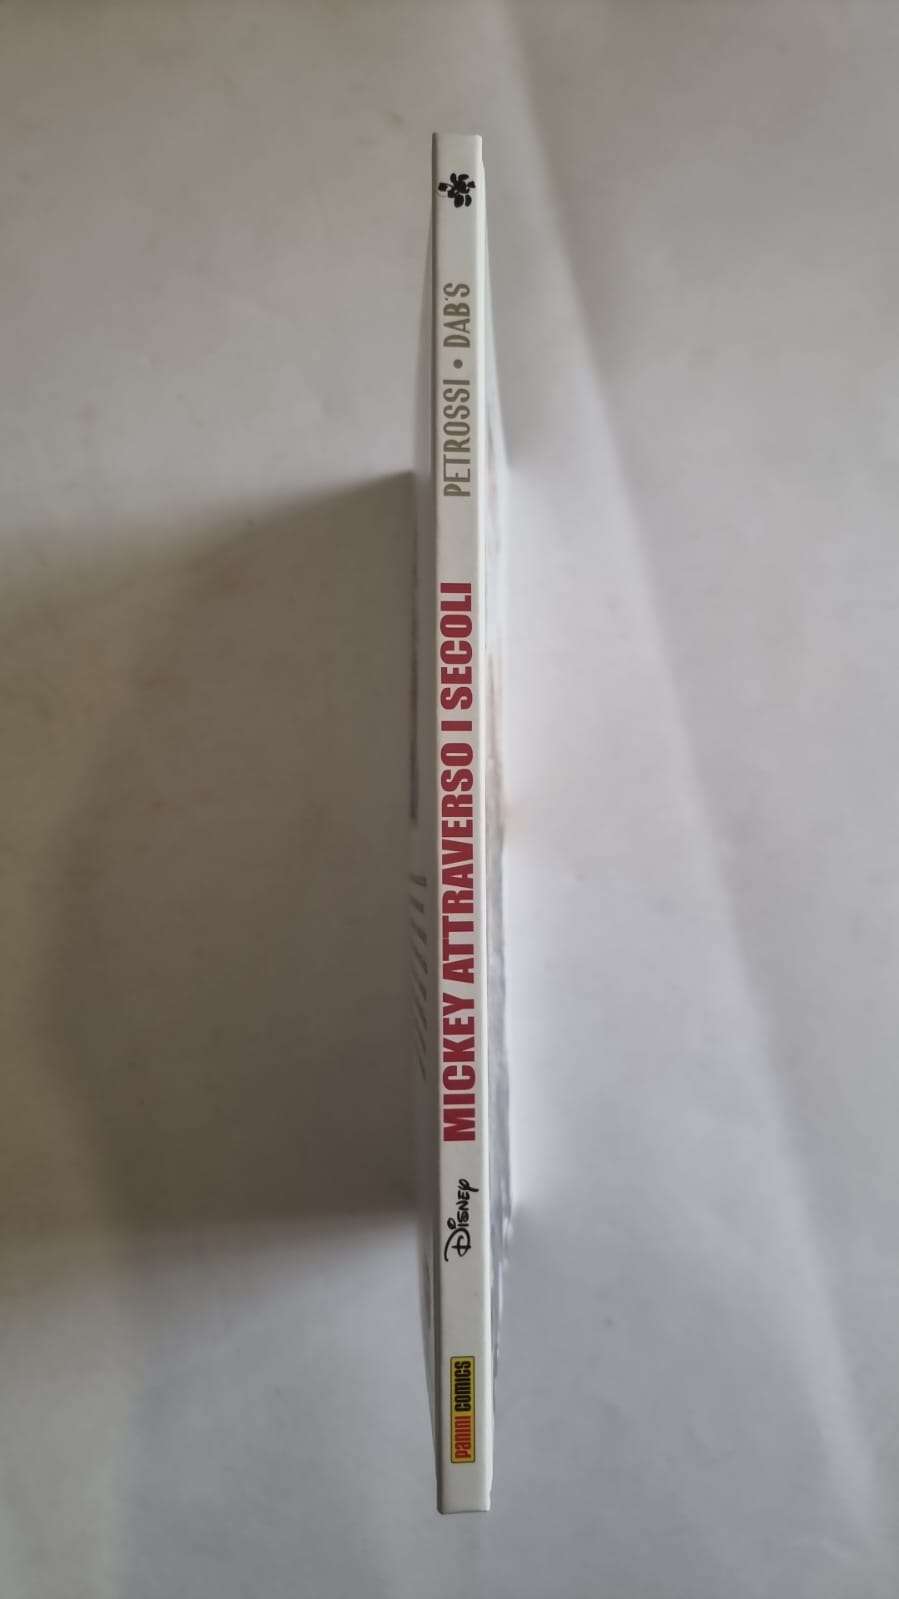 PANINI COMICS
DISNEY
MICKEY ATTRAVERSO I SECOLI
PETROSSI • DAB'S